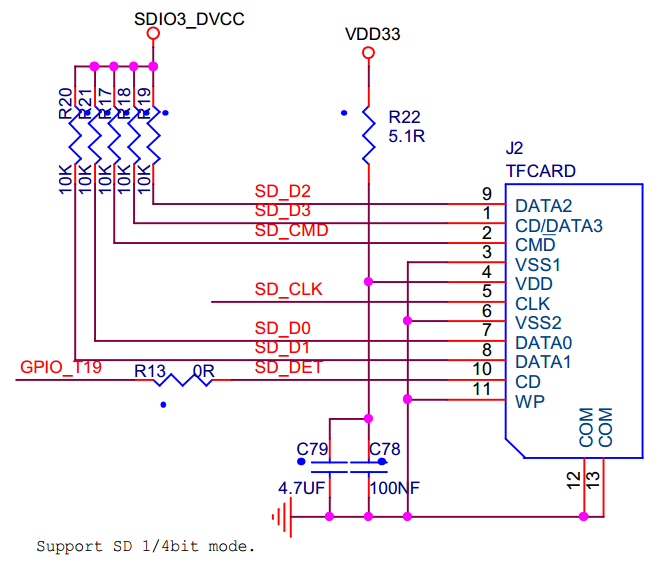 SDIO3_DVCC
VDD33
R20
R21
R17
R18
R19
10K
10K
10K
10K
10K
R22
5.1R
J2
TFCARD
SD_D2
9
DATA2
SD_D3
1
CD/DATA3
SD_CMD
2
CMD
3
VSS1
4
VDD
SD_CLK
5
CLK
6
VSS2
SD_D0
7
DATA0
SD_D1
8
DATA1
GPIO_T19
R13
0R
SD_DET
10
CD
11
WP
COM
COM
12
13
C79
C78
4.7UF
100NF
Support SD 1/4bit mode.